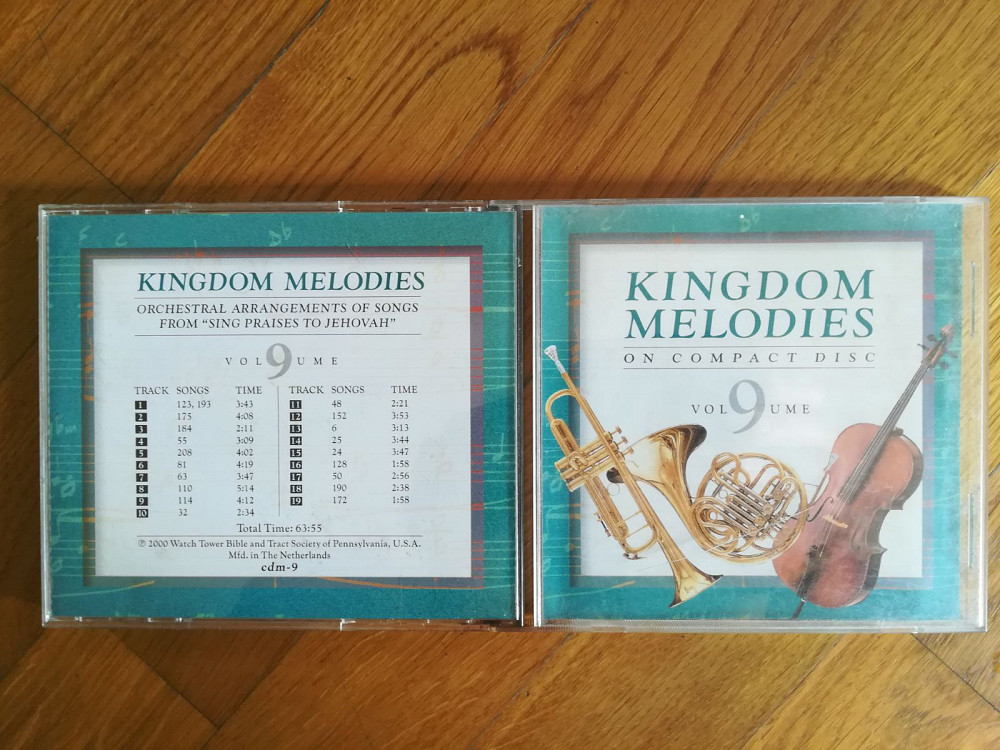 KINGDOM MELODIES
ORCHESTRAL ARRANGEMENTS OF SONGS
FROM “SING PRAISES TO JEHOVAH”
VOL 9 UME
TRACK SONGS TIME
1 123, 193 3:43
2 175 4:08
3 184 2:11
4 55 3:09
5 208 4:02
6 81 4:19
7 63 3:47
8 110 5:14
9 114 4:12
10 32 2:34
TRACK SONGS TIME
11 48 2:21
12 152 3:53
13 6 3:13
14 25 3:44
15 24 3:47
16 128 1:58
17 50 2:56
18 190 2:38
19 172 1:58
Total Time: 63:55
℗ 2000 Watch Tower Bible and Tract Society of Pennsylvania, U.S.A.
Mfd. in The Netherlands
cdm-9
KINGDOM
MELODIES
ON COMPACT DISC
VOL 9 UME